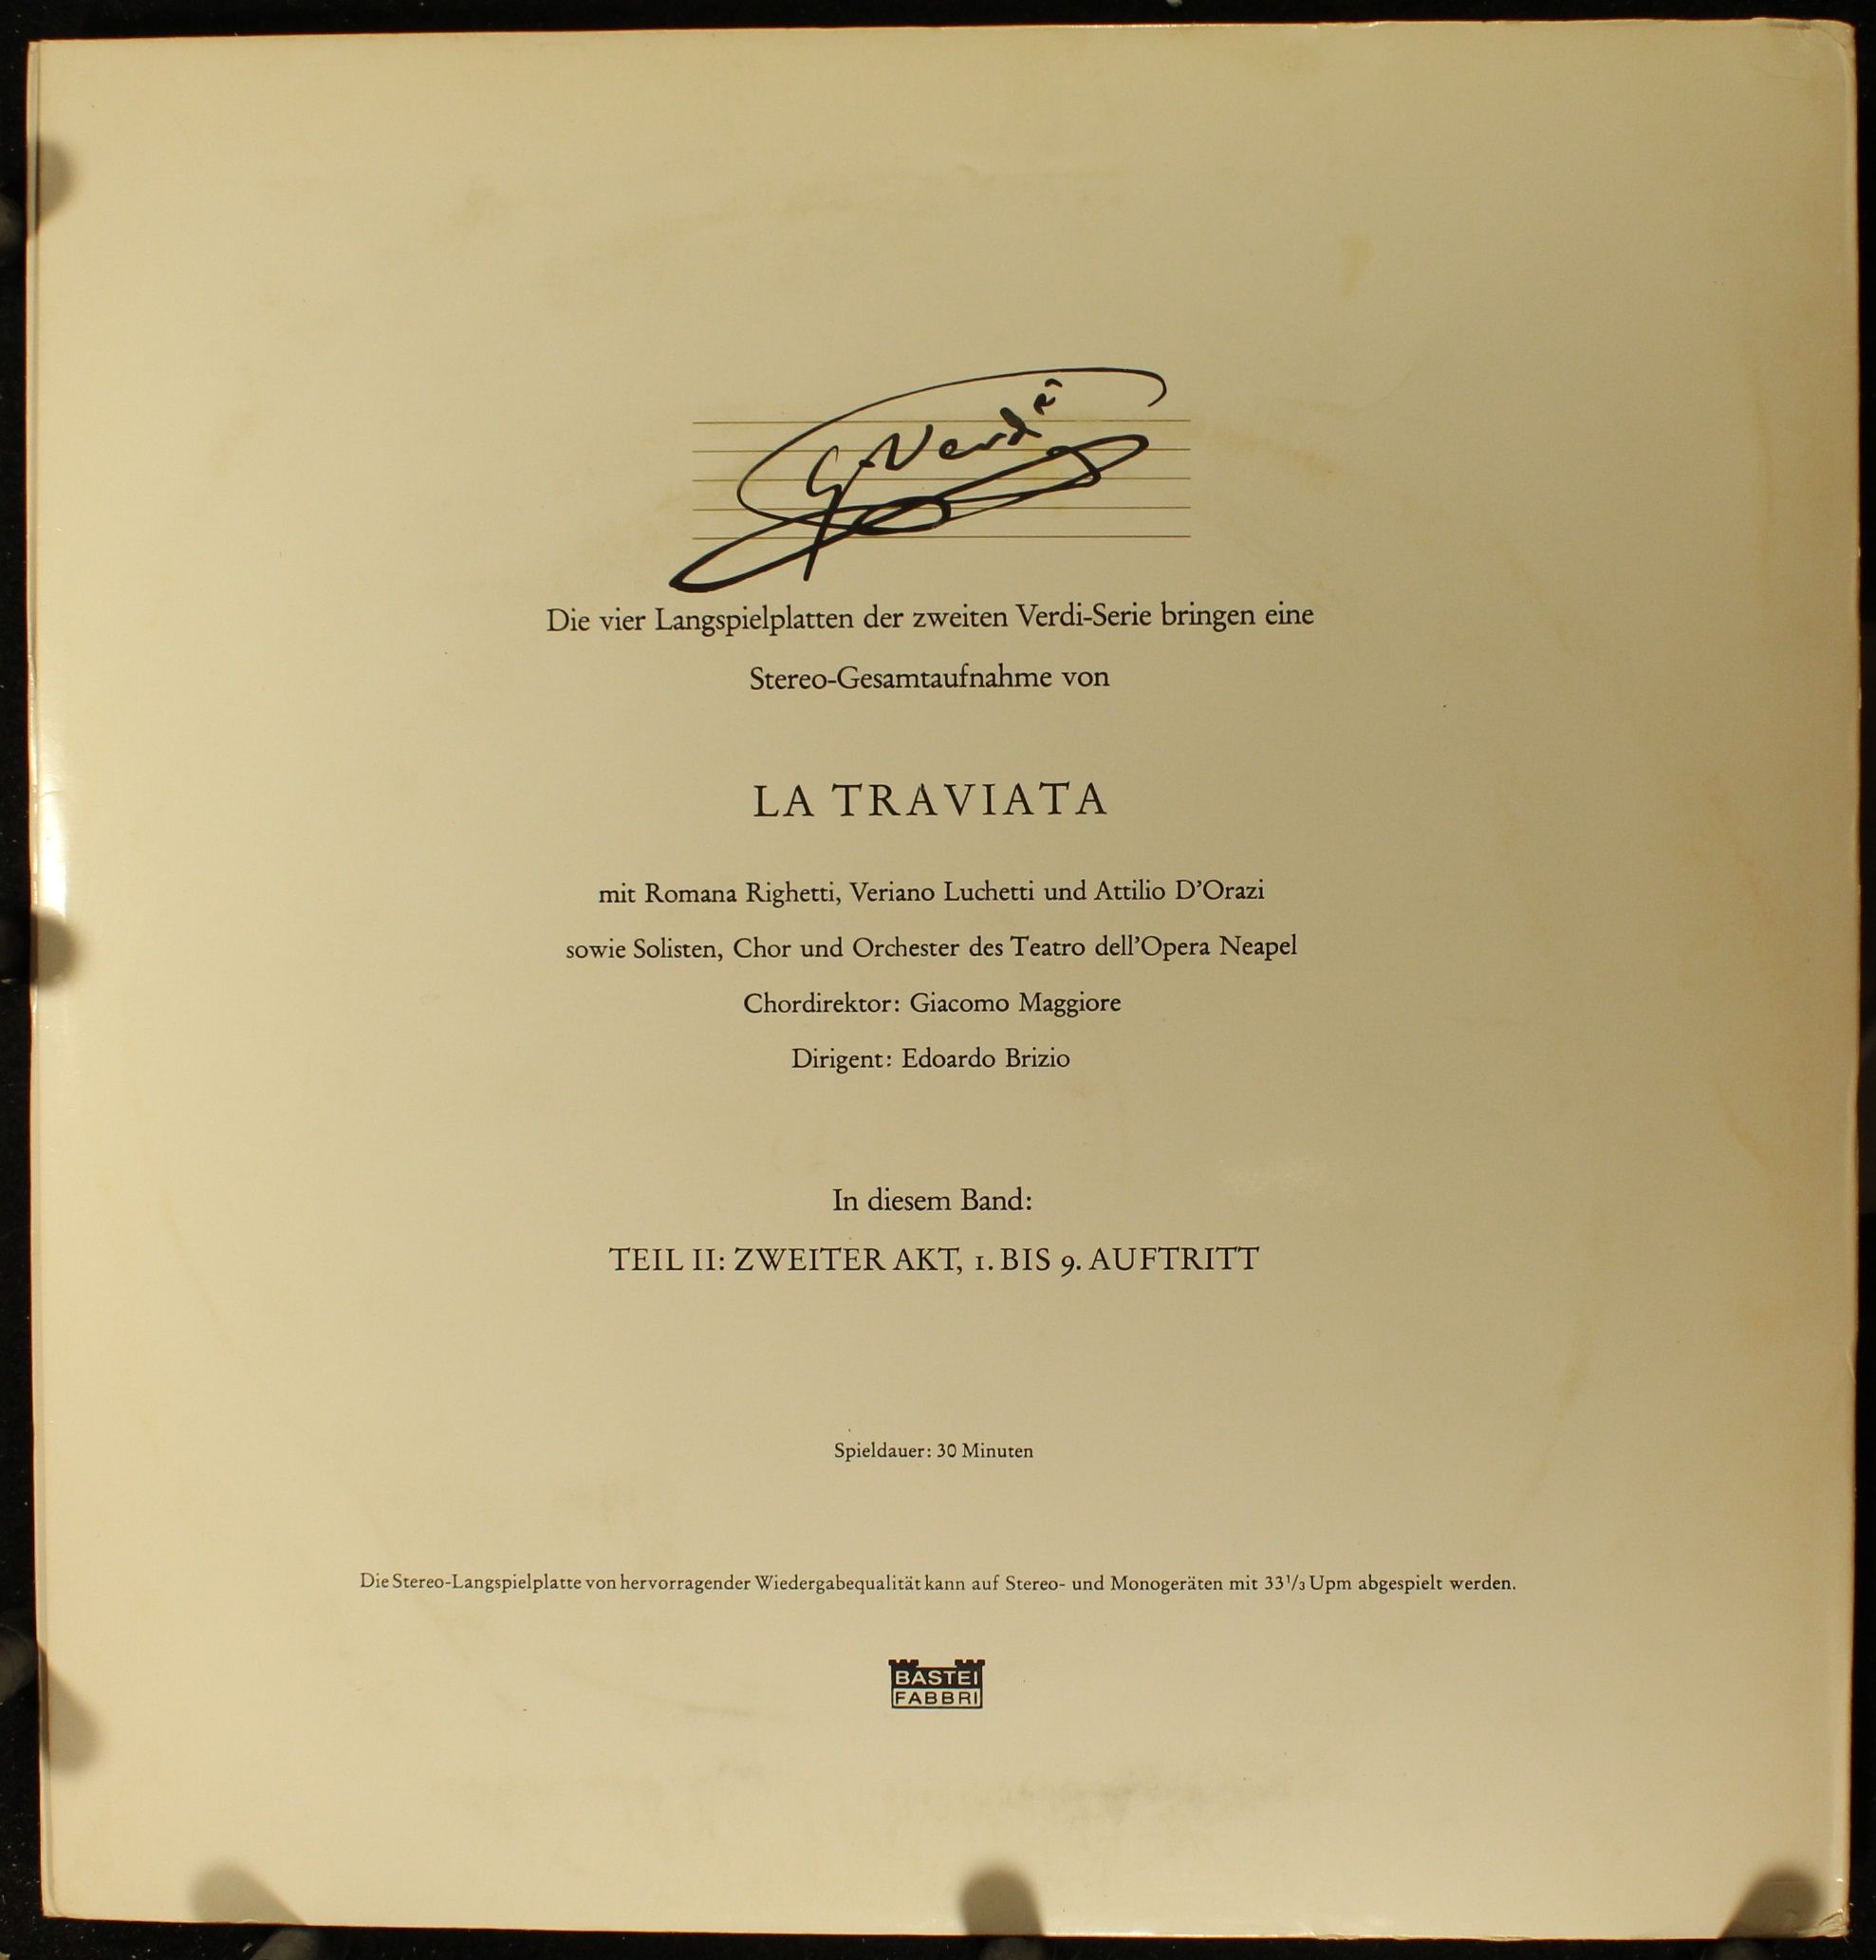 G Verdi
Die vier Langspielplatten der zweiten Verdi-Serie bringen eine
Stereo-Gesamtaufnahme von
LA TRAVIATA
mit Romana Righetti, Veriano Luchetti und Attilio D’Orazi
sowie Solisten, Chor und Orchester des Teatro dell’Opera Neapel
Chordirektor: Giacomo Maggiore
Dirigent: Edoardo Brizio
In diesem Band:
TEIL II: ZWEITER AKT, 1. BIS 9. AUFTRITT
Spieldauer: 30 Minuten
Die Stereo-Langspielplatte von hervorragender Wiedergabequalität kann auf Stereo- und Monogeräten mit 33 1/3 Upm abgespielt werden.
BASTEI
FABBRI